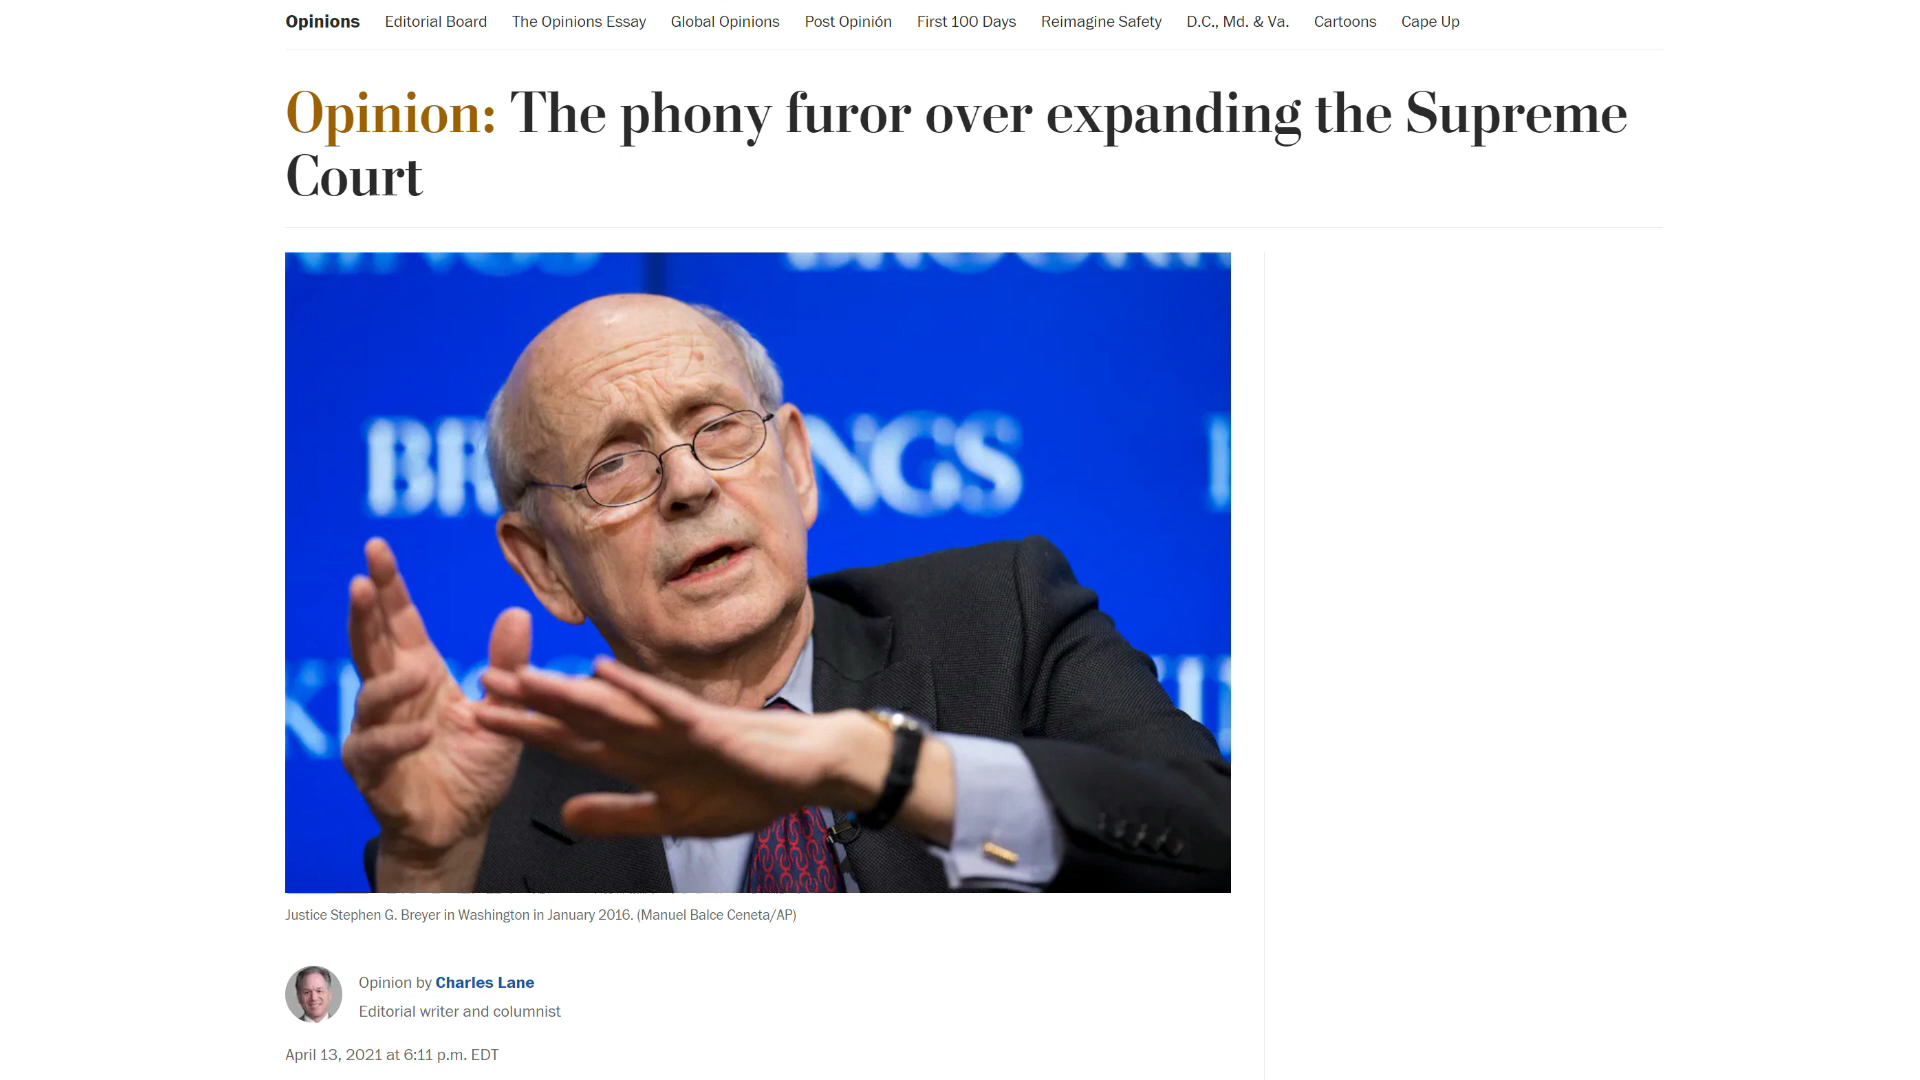 Opinions Editorial Board The Opinions Essay Global Opinions Post Opinión First 100 Days Reimagine Safety D.C., Md. & Va. Cartoons Cape Up
Opinion: The phony furor over expanding the Supreme
Court
BR NGS
Justice Stephen G. Breyer in Washington in January 2016. (Manuel Balce Ceneta/AP)
Opinion by Charles Lane
Editorial writer and columnist
April 13, 2021 at 6:11 p.m. EDT